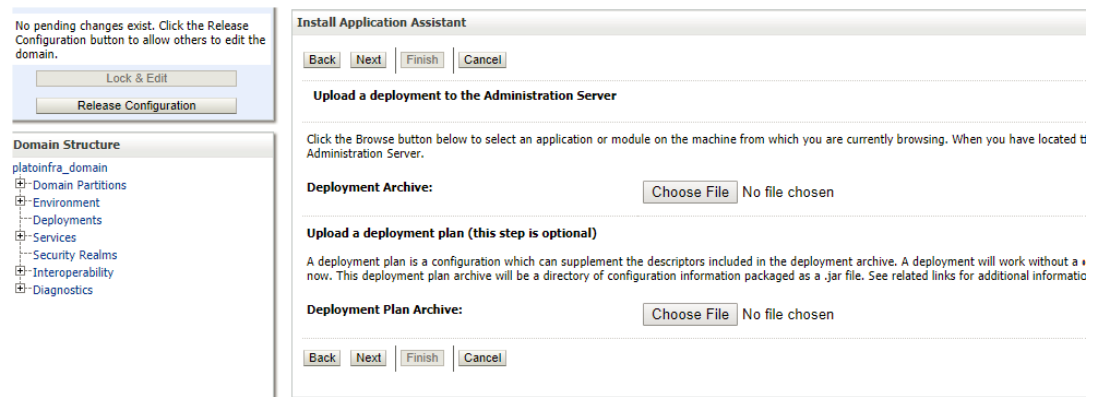 No pending changes exist. Click the Release
Configuration button to allow others to edit the
domain.
Lock & Edit
Release Configuration
Domain Structure
platoinfra_domain
Domain Partitions
Environment
Deployments
Services
Security Realms
Interoperability
Diagnostics
Install Application Assistant
Back Next Finish Cancel
Upload a deployment to the Administration Server
Click the Browse button below to select an application or module on the machine from which you are currently browsing. When you have located
Administration Server.
Deployment Archive: Choose File No file chosen
Upload a deployment plan (this step is optional)
A deployment plan is a configuration which can supplement the descriptors included in the deployment archive. A deployment will work without a
now. This deployment plan archive will be a directory of configuration information packaged as a .jar file. See related links for additional informatio
Deployment Plan Archive: Choose File No file chosen
Back Next Finish Cancel